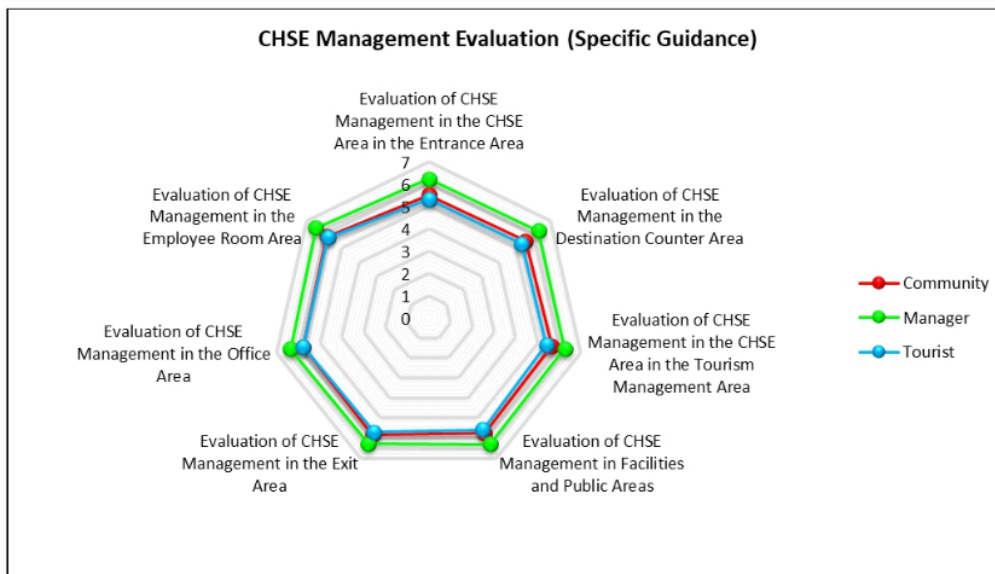 CHSE Management Evaluation (Specific Guidance)
Evaluation of CHSE
Management in the CHSE
Area in the Entrance Area
Evaluation of CHSE
Management in the
Destination Counter Area
Evaluation of CHSE
Management in the CHSE
Area in the Tourism
Management Area
Evaluation of CHSE
Management in Facilities
and Public Areas
Evaluation of CHSE
Management in the Exit
Area
Evaluation of CHSE
Management in the Office
Area
Evaluation of CHSE
Management in the
Employee Room Area
7
6
5
4
3
2
1
0
Community
Manager
Tourist